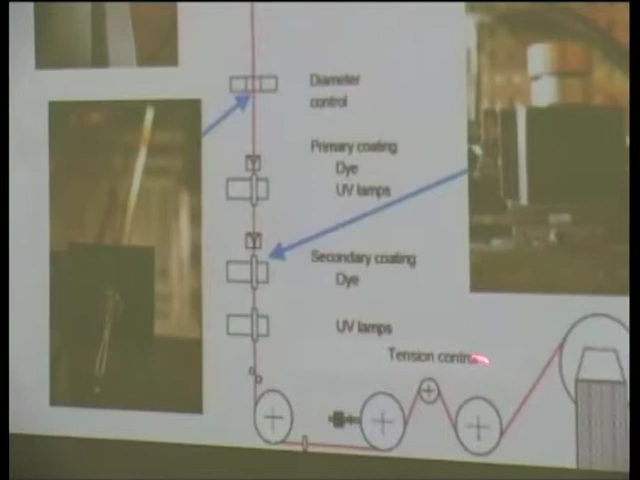 Diameter
control
Primary coating
Dye
UV lamps
Secondary coating
Dye
UV lamps
Tension control